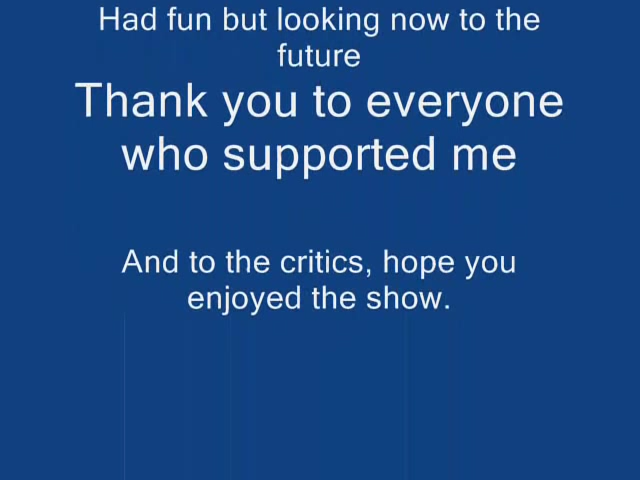 Had fun but looking now to the
future
Thank you to everyone
who supported me
And to the critics, hope you
enjoyed the show.